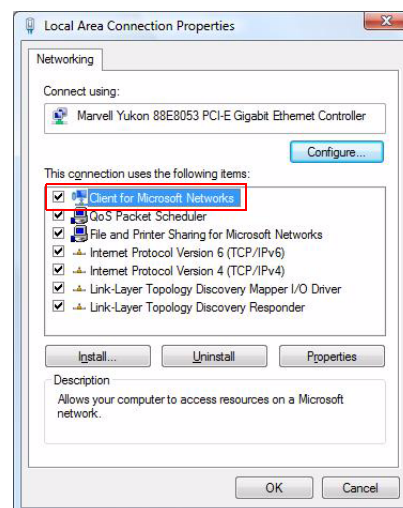 Local Area Connection Properties
Networking
Connect using:
Marvell Yukon 88E8053 PCI-E Gigabit Ethernet Controller
Configure...
This connection uses the following items:
Client for Microsoft Networks
QoS Packet Scheduler
File and Printer Sharing for Microsoft Networks
Internet Protocol Version 6 (TCP/IPv6)
Internet Protocol Version 4 (TCP/IPv4)
Link-Layer Topology Discovery Mapper I/O Driver
Link-Layer Topology Discovery Responder
Install...
Uninstall
Properties
Description
Allows your computer to access resources on a Microsoft
network.
OK
Cancel